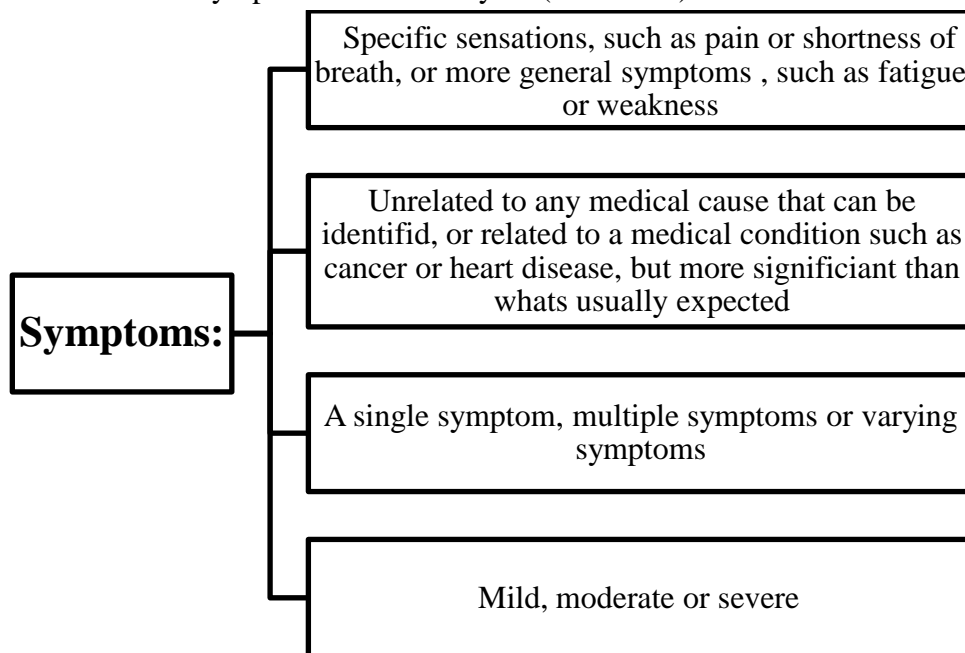 Symptoms:
Specific sensations, such as pain or shortness of
breath, or more general symptoms , such as fatigue
or weakness
Unrelated to any medical cause that can be
identifid, or related to a medical condition such as
cancer or heart disease, but more significiant than
whats usually expected
A single symptom, multiple symptoms or varying
symptoms
Mild, moderate or severe